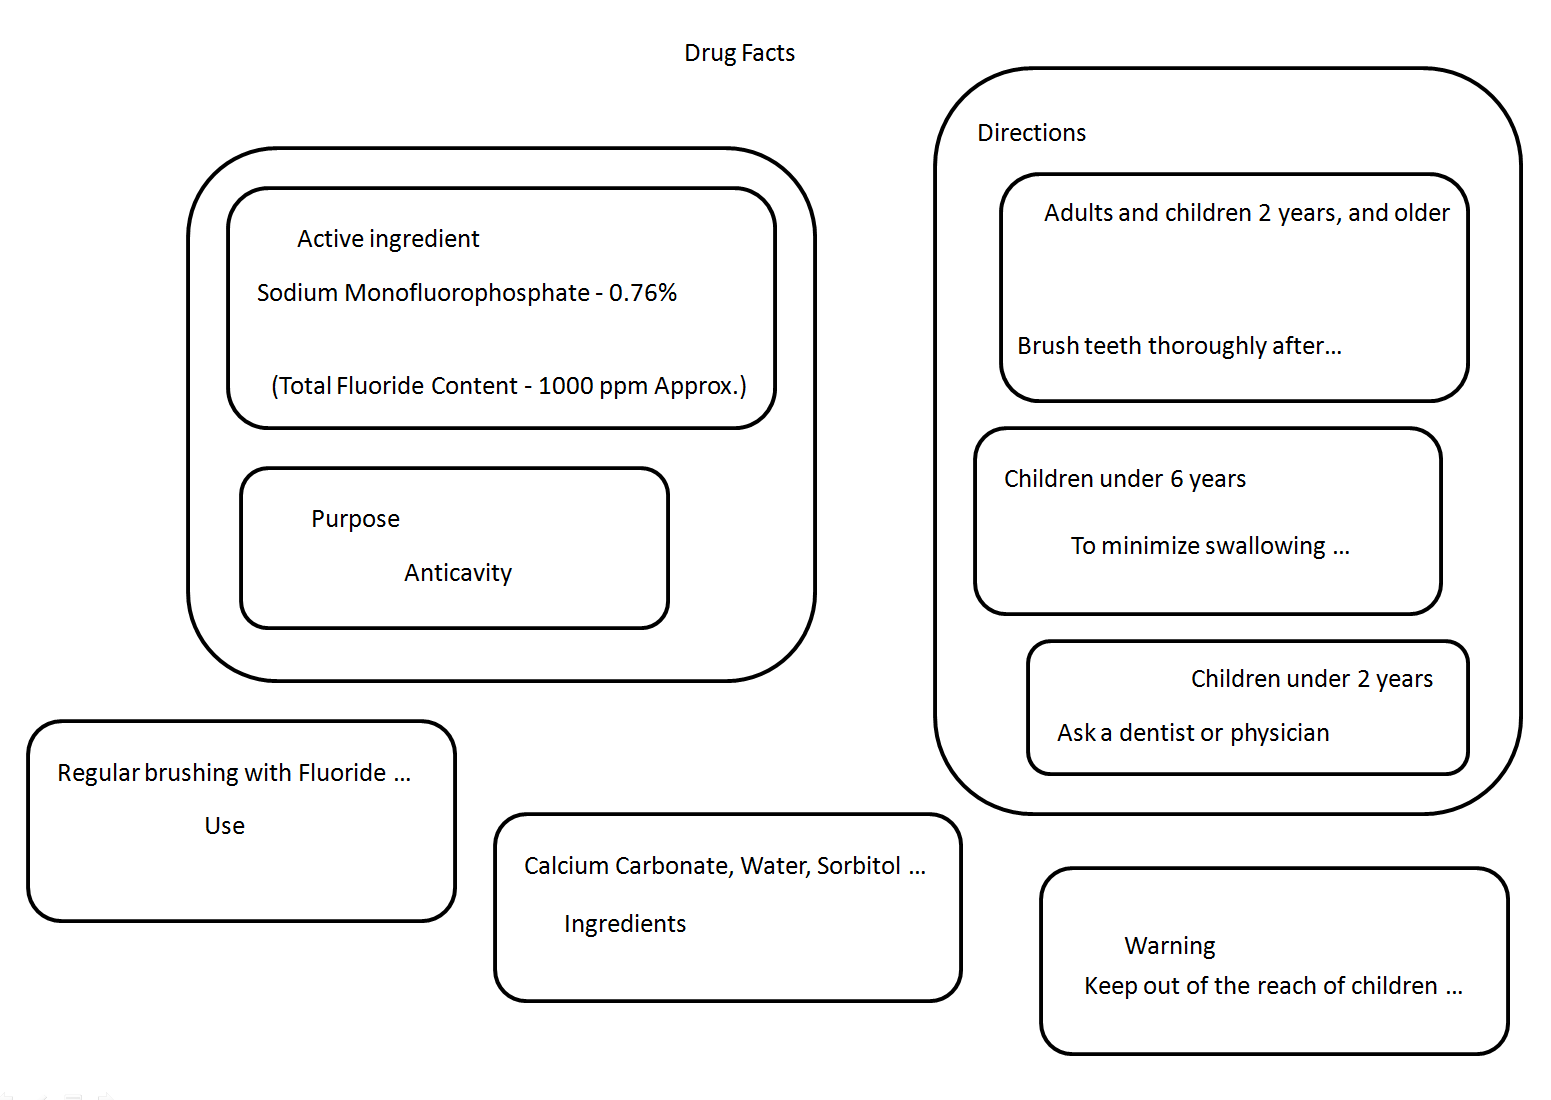 Drug Facts
Active ingredient
Sodium Monofluorophosphate - 0.76%
(Total Fluoride Content - 1000 ppm Approx.)
Purpose
Anticavity
Regular brushing with Fluoride ...
Use
Calcium Carbonate, Water, Sorbitol ...
Ingredients
Directions
Adults and children 2 years, and older
Brush teeth thoroughly after...
Children under 6 years
To minimize swallowing ...
Children under 2 years
Ask a dentist or physician
Warning
Keep out of the reach of children ...